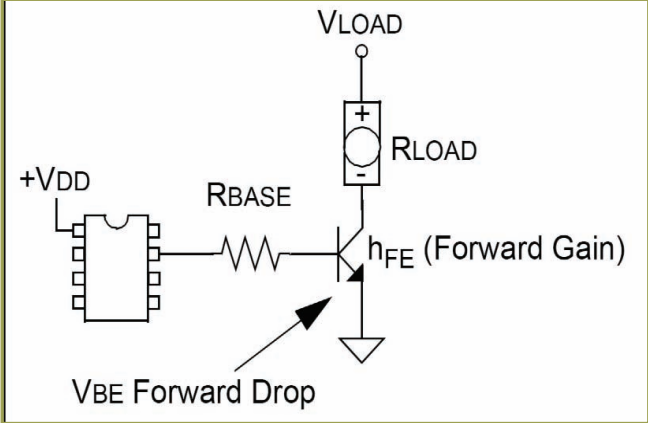 VLOAD
+
RLOAD
-
+VDD
RBASE
hFE (Forward Gain)
VBE Forward Drop